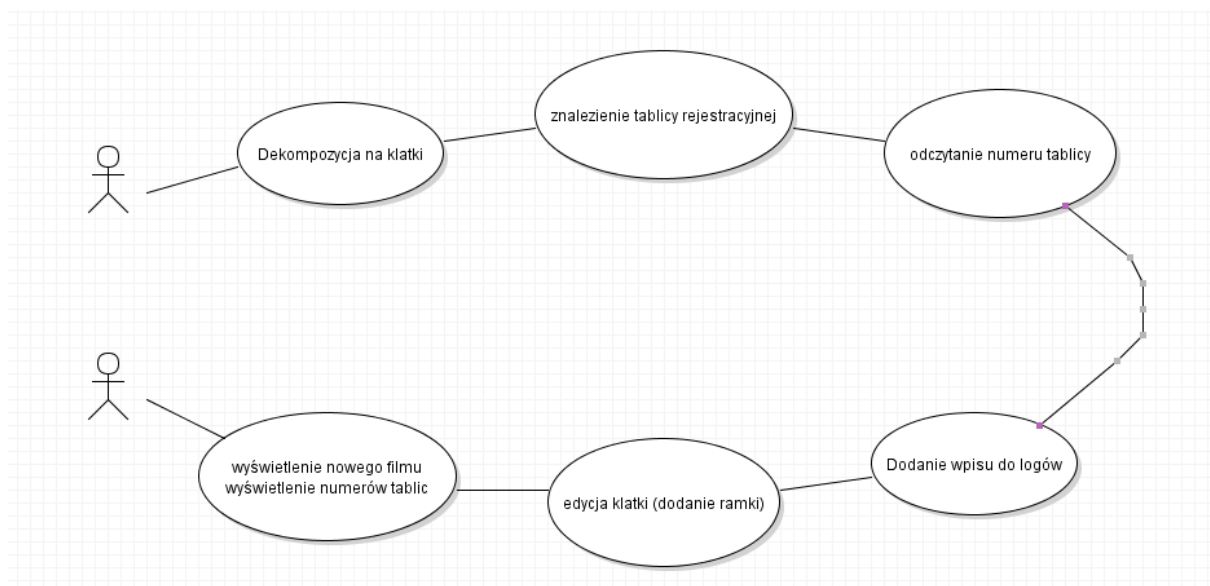 Dekompozycja na klatki
znalezienie tablicy rejestracyjnej
odczytanie numeru tablicy
wyświetlenie nowego filmu
wyświetlenie numerów tablic
edycja klatki (dodanie ramki)
Dodanie wpisu do logów